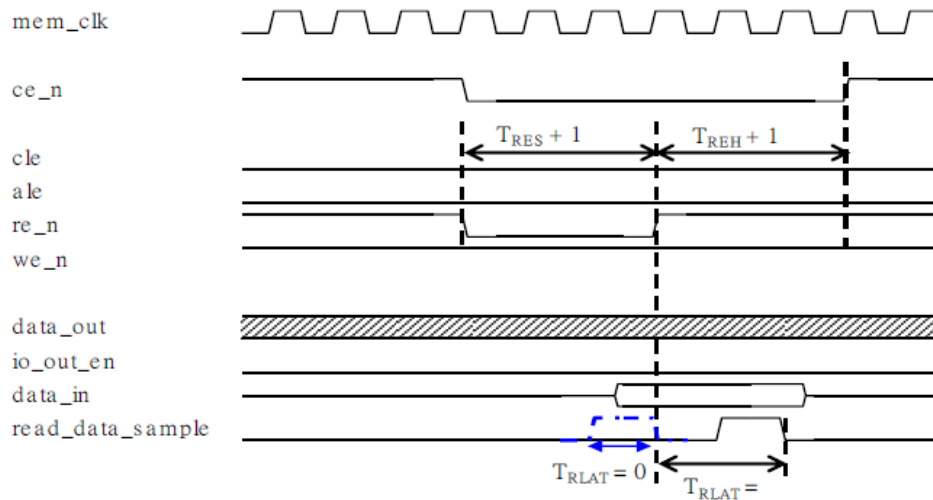 mem_clk
ce_n
T_RES + 1
T_REH + 1
cle
ale
re_n
we_n
data_out
io_out_en
data_in
read_data_sample
T_RLAT = 0
T_RLAT =